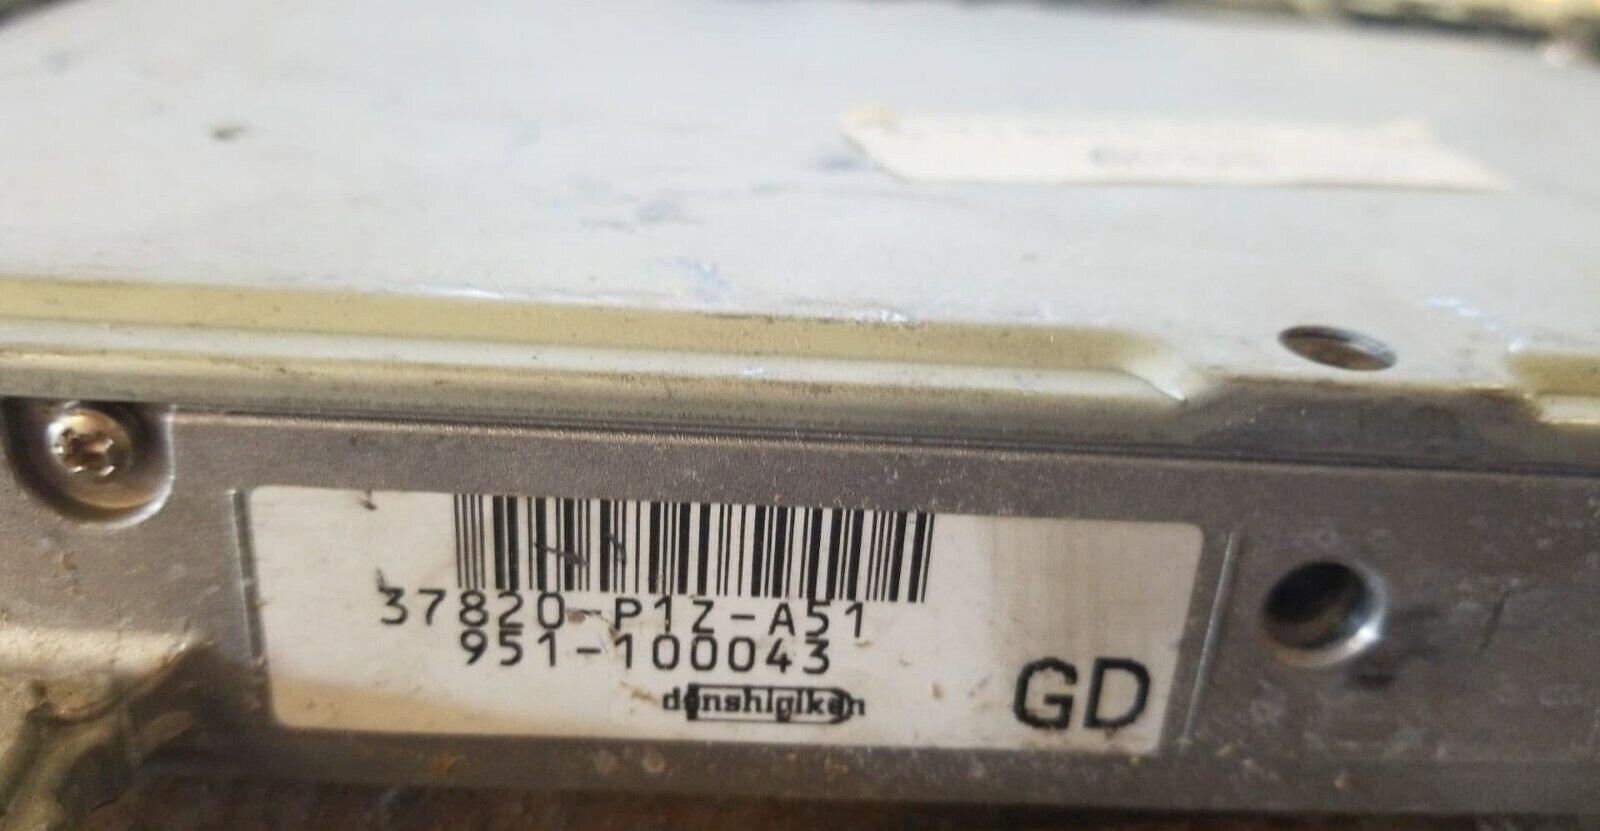 37820-P1Z-A51
951-100043
denshigiken
GD